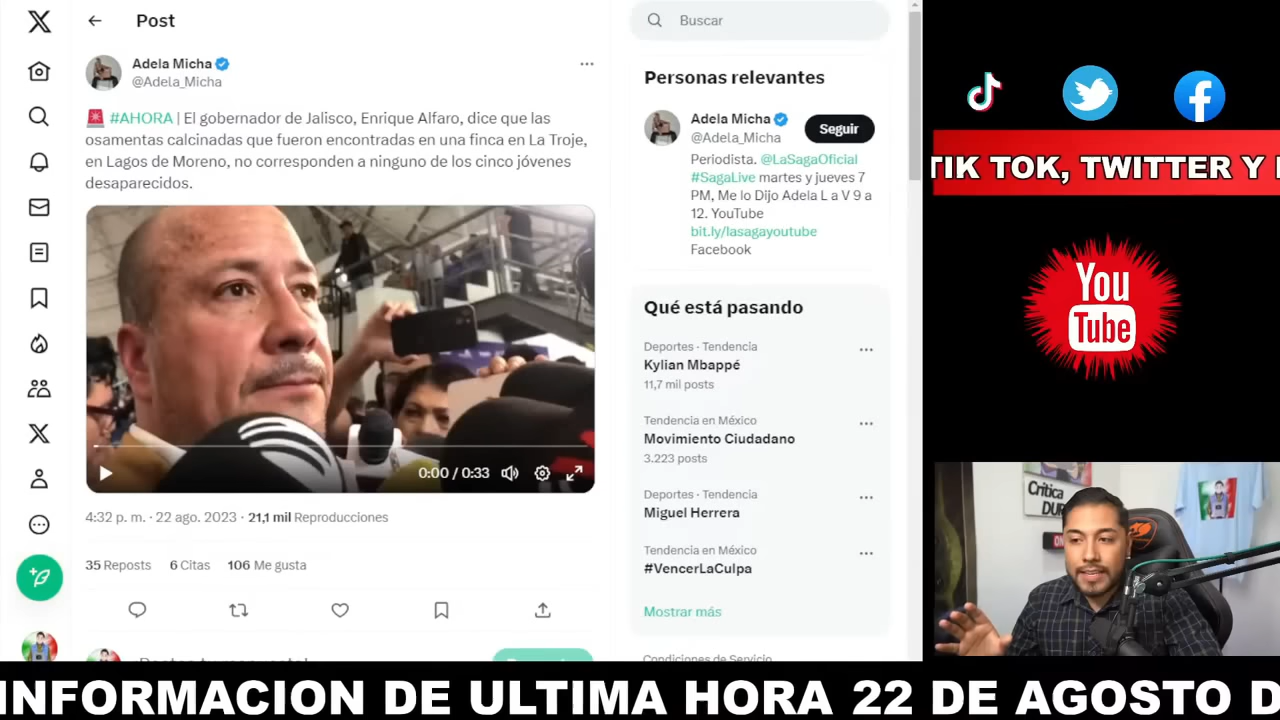 Post
Buscar
Adela Micha
@Adela_Micha
#AHORA | El gobernador de Jalisco, Enrique Alfaro, dice que las
osamentas calcinadas que fueron encontradas en una finca en La Troje,
en Lagos de Moreno, no corresponden a ninguno de los cinco jóvenes
desaparecidos.
0:00 / 0:33
4:32 p. m. · 22 ago. 2023 · 21,1 mil Reproducciones
35 Reposts 6 Citas 106 Me gusta
Personas relevantes
Adela Micha
@Adela_Micha
Seguir
Periodista. @LaSagaOficial
#SagaLive martes y jueves 7
PM, Me lo Dijo Adela L a V 9 a
12. YouTube
bit.ly/lasagayoutube
Facebook
Qué está pasando
Deportes · Tendencia
Kylian Mbappé
11,7 mil posts
Tendencia en México
Movimiento Ciudadano
3.223 posts
Deportes · Tendencia
Miguel Herrera
Tendencia en México
#VencerLaCulpa
Mostrar más
Condiciones de Servicio
TIK TOK, TWITTER Y
You
Tube
Critica
DUR
ON
INFORMACION DE ULTIMA HORA 22 DE AGOSTO D